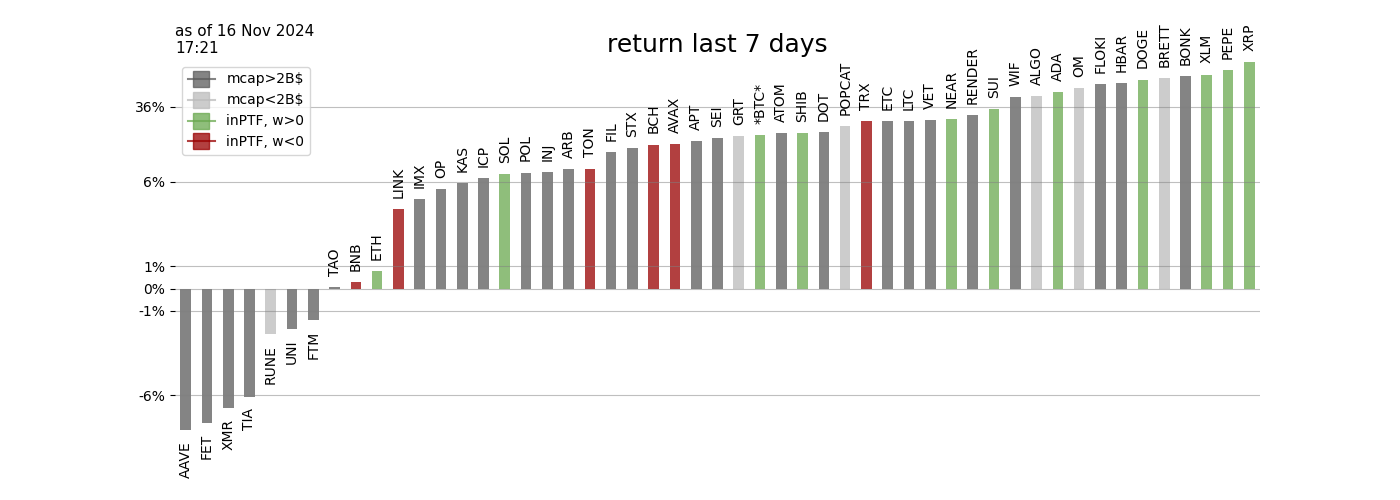 as of 16 Nov 2024
17:21
return last 7 days
mcap>2B$
mcap<2B$
inPTF, w>0
inPTF, w<0
36%
6%
1%
0%
-1%
-6%
AAVE
FET
XMR
TIA
RUNE
UNI
FTM
TAO
BNB
ETH
LINK
IMX
OP
KAS
ICP
SOL
POL
INJ
ARB
TON
FIL
STX
BCH
AVAX
APT
SEI
GRT
*BTC*
ATOM
SHIB
DOT
POPCAT
TRX
ETC
LTC
VET
NEAR
RENDER
SUI
WIF
ALGO
ADA
OM
FLOKI
HBAR
DOGE
BRETT
BONK
XLM
PEPE
XRP